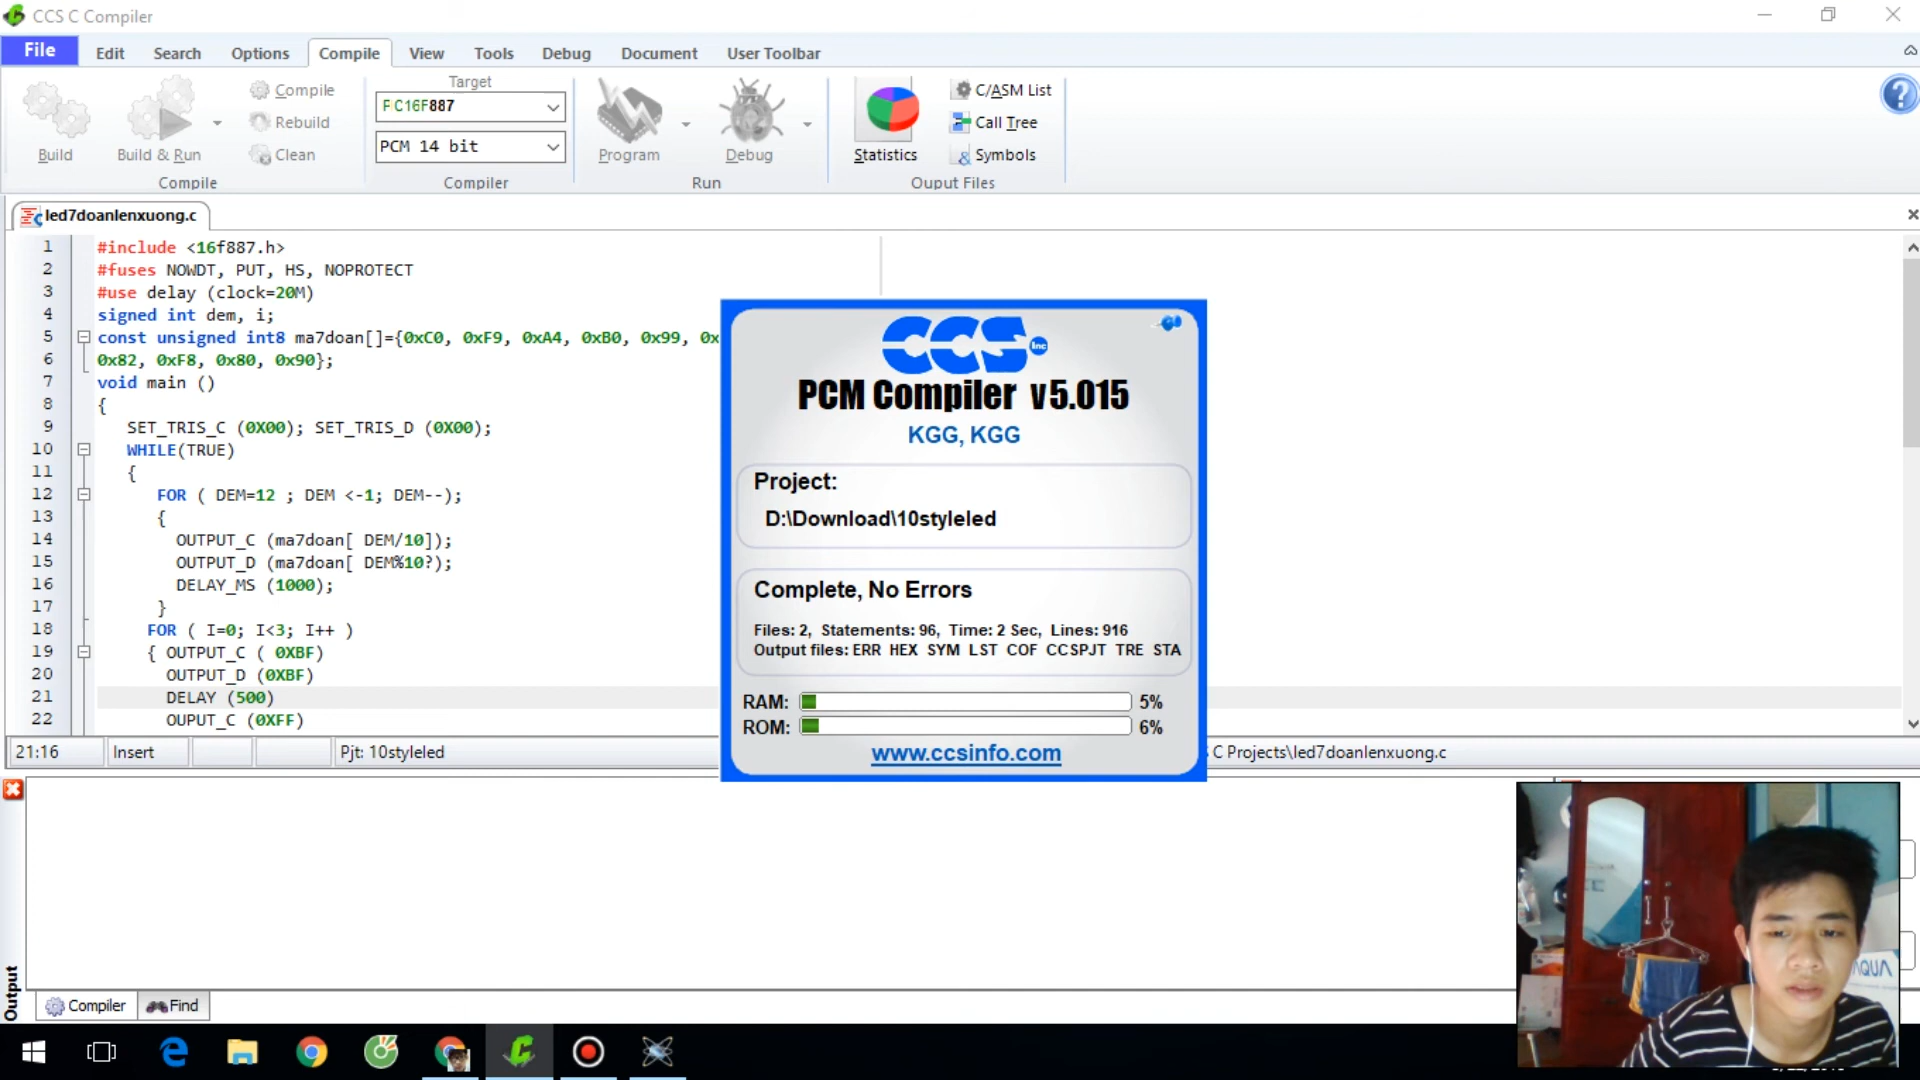 CCS C Compiler
File Edit Search Options Compile View Tools Debug Document User Toolbar
Target
PIC16F887
PCM 14 bit
Build
Build & Run
Compile
Rebuild
Clean
Program
Debug
Statistics
C/ASM List
Call Tree
Symbols
Compile
Compiler
Run
Ouput Files
led7doanlenxuong.c
1 #include <16f887.h>
2 #fuses NOWDT, PUT, HS, NOPROTECT
3 #use delay (clock=20M)
4 signed int dem, i;
5 const unsigned int8 ma7doan[]={0xC0, 0xF9, 0xA4, 0xB0, 0x99, 0x
6 0x82, 0xF8, 0x80, 0x90};
7 void main ()
8 {
9 SET_TRIS_C (0X00); SET_TRIS_D (0X00);
10 WHILE(TRUE)
11 {
12 FOR ( DEM=12 ; DEM <-1; DEM--);
13 {
14 OUTPUT_C (ma7doan[ DEM/10]);
15 OUTPUT_D (ma7doan[ DEM%10?);
16 DELAY_MS (1000);
17 }
18 FOR ( I=0; I<3; I++ )
19 { OUTPUT_C ( 0XBF)
20 OUTPUT_D (0XBF)
21 DELAY (500)
22 OUPUT_C (0XFF)
CCS Inc
PCM Compiler v5.015
KGG, KGG
Project:
D:\Download\10styleled
Complete, No Errors
Files: 2, Statements: 96, Time: 2 Sec, Lines: 916
Output files: ERR HEX SYM LST COF CCSPJT TRE STA
RAM: 5%
ROM: 6%
www.ccsinfo.com
21:16 Insert Pjt: 10styleled C Projects\led7doanlenxuong.c
Output
Compiler
Find
AQUA